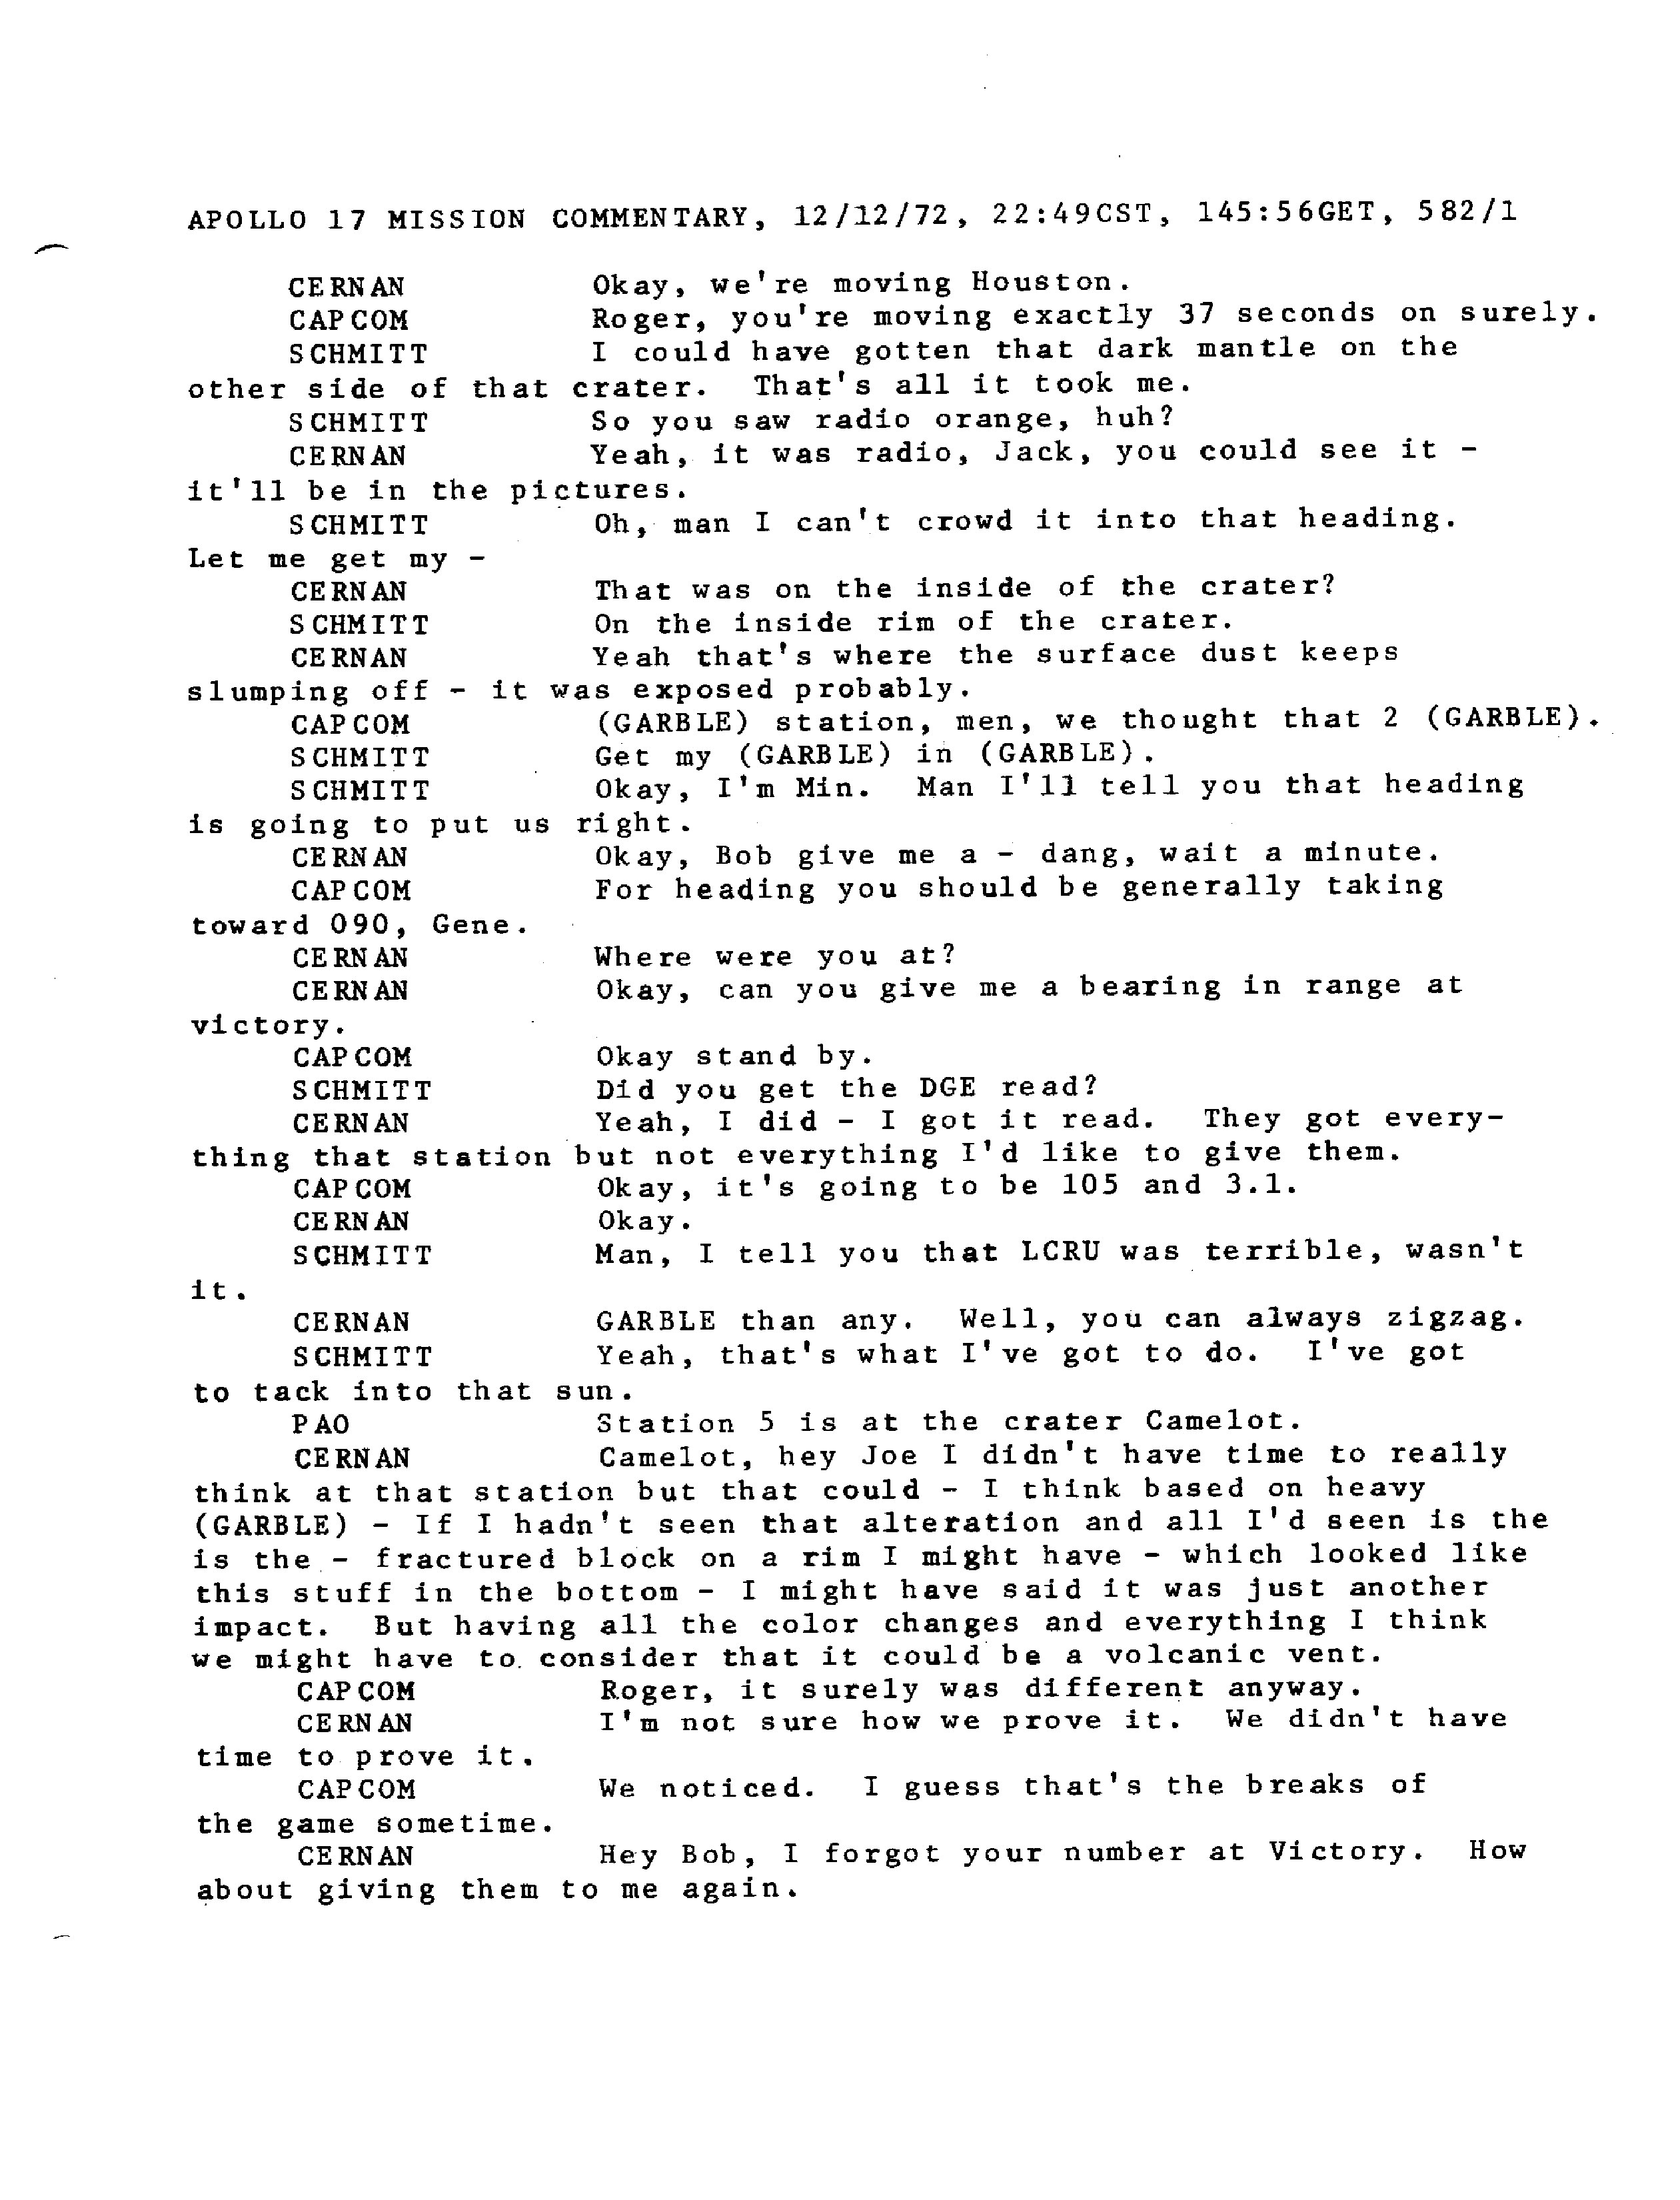 APOLLO 17 MISSION COMMENTARY, 12/12/72, 22:49CST, 145:56GET, 582/1
CERNAN Okay, we're moving Houston.
CAPCOM Roger, you're moving exactly 37 seconds on surely.
SCHMITT I could have gotten that dark mantle on the
other side of that crater. That's all it took me.
SCHMITT So you saw radio orange, huh?
CERNAN Yeah, it was radio, Jack, you could see it -
it'll be in the pictures.
SCHMITT Oh, man I can't crowd it into that heading.
Let me get my -
CERNAN That was on the inside of the crater?
SCHMITT On the inside rim of the crater.
CERNAN Yeah that's where the surface dust keeps
slumping off - it was exposed probably.
CAPCOM (GARBLE) station, men, we thought that 2 (GARBLE).
SCHMITT Get my (GARBLE) in (GARBLE).
SCHMITT Okay, I'm Min. Man I'll tell you that heading
is going to put us right.
CERNAN Okay, Bob give me a - dang, wait a minute.
CAPCOM For heading you should be generally taking
toward 090, Gene.
CERNAN Where were you at?
CERNAN Okay, can you give me a bearing in range at
victory.
CAPCOM Okay stand by.
SCHMITT Did you get the DGE read?
CERNAN Yeah, I did - I got it read. They got every-
thing that station but not everything I'd like to give them.
CAPCOM Okay, it's going to be 105 and 3.1.
CERNAN Okay.
SCHMITT Man, I tell you that LCRU was terrible, wasn't
it.
CERNAN GARBLE than any. Well, you can always zigzag.
SCHMITT Yeah, that's what I've got to do. I've got
to tack into that sun.
PAO Station 5 is at the crater Camelot.
CERNAN Camelot, hey Joe I didn't have time to really
think at that station but that could - I think based on heavy
(GARBLE) - If I hadn't seen that alteration and all I'd seen is the
is the - fractured block on a rim I might have - which looked like
this stuff in the bottom - I might have said it was just another
impact. But having all the color changes and everything I think
we might have to consider that it could be a volcanic vent.
CAPCOM Roger, it surely was different anyway.
CERNAN I'm not sure how we prove it. We didn't have
time to prove it.
CAPCOM We noticed. I guess that's the breaks of
the game sometime.
CERNAN Hey Bob, I forgot your number at Victory. How
about giving them to me again.